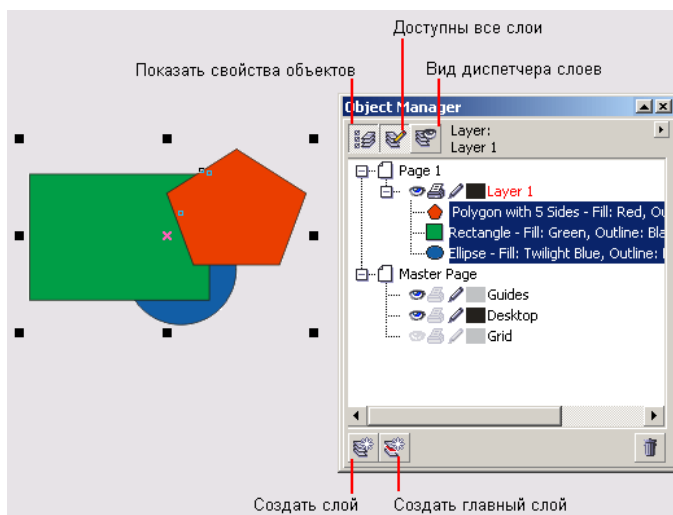 Доступны все слои
Показать свойства объектов
Вид диспетчера слоев
Object Manager
Layer:
Layer 1
Page 1
Layer 1
Polygon with 5 Sides - Fill: Red, Ou
Rectangle - Fill: Green, Outline: Bla
Ellipse - Fill: Twilight Blue, Outline:
Master Page
Guides
Desktop
Grid
Создать слой
Создать главный слой